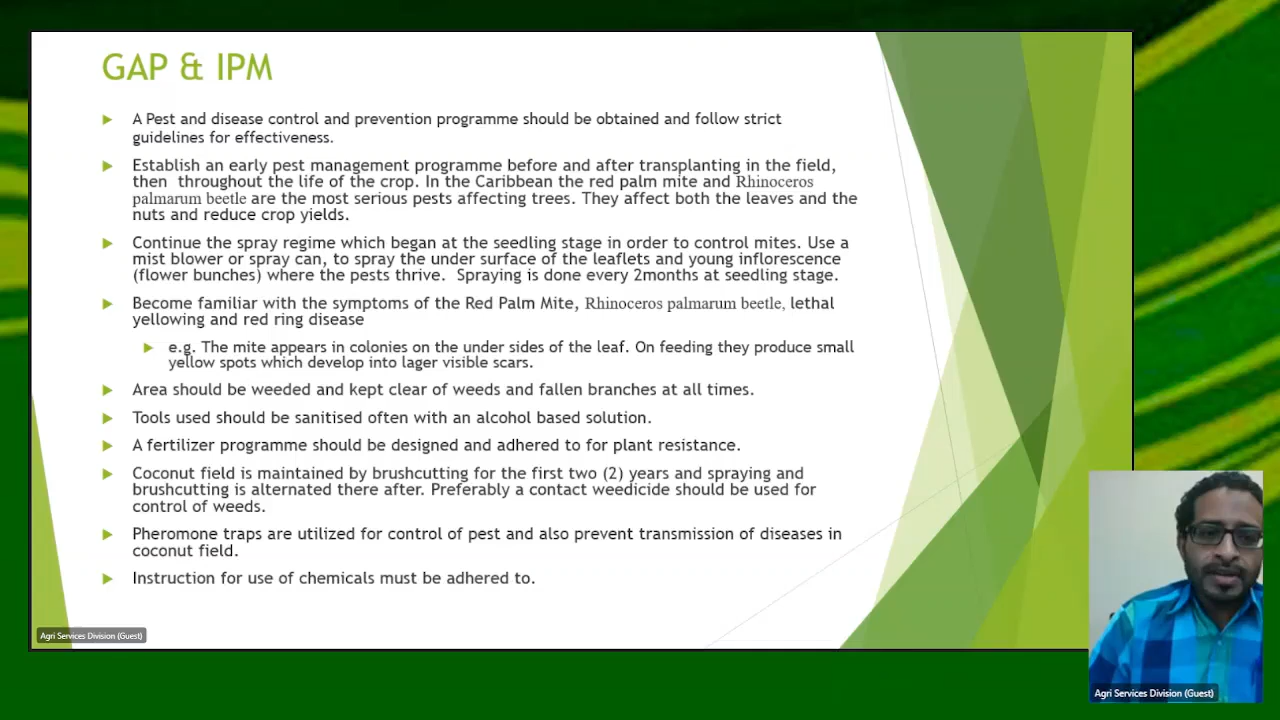 GAP & IPM
A Pest and disease control and prevention programme should be obtained and follow strict
guidelines for effectiveness.
Establish an early pest management programme before and after transplanting in the field,
then throughout the life of the crop. In the Caribbean the red palm mite and Rhinoceros
palmarum beetle are the most serious pests affecting trees. They affect both the leaves and the
nuts and reduce crop yields.
Continue the spray regime which began at the seedling stage in order to control mites. Use a
mist blower or spray can, to spray the under surface of the leaflets and young inflorescence
(flower bunches) where the pests thrive. Spraying is done every 2months at seedling stage.
Become familiar with the symptoms of the Red Palm Mite, Rhinoceros palmarum beetle, lethal
yellowing and red ring disease
e.g. The mite appears in colonies on the under sides of the leaf. On feeding they produce small
yellow spots which develop into lager visible scars.
Area should be weeded and kept clear of weeds and fallen branches at all times.
Tools used should be sanitised often with an alcohol based solution.
A fertilizer programme should be designed and adhered to for plant resistance.
Coconut field is maintained by brushcutting for the first two (2) years and spraying and
brushcutting is alternated there after. Preferably a contact weedicide should be used for
control of weeds.
Pheromone traps are utilized for control of pest and also prevent transmission of diseases in
coconut field.
Instruction for use of chemicals must be adhered to.
Agri Services Division (Guest)
Agri Services Division (Guest)